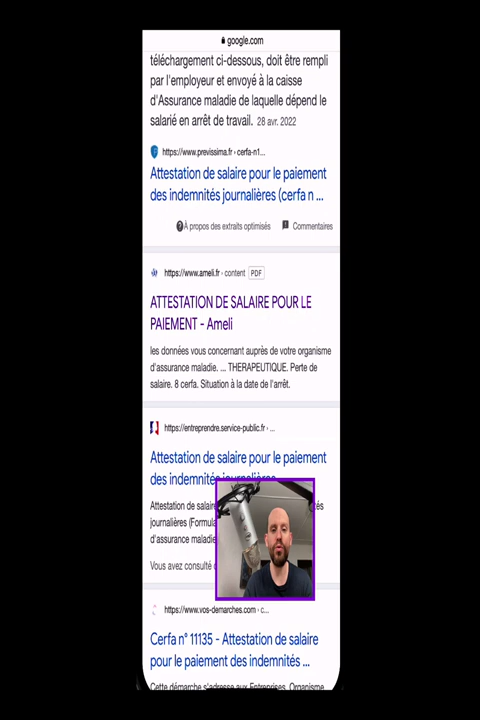 google.com
téléchargement ci-dessous, doit être rempli
par l'employeur et envoyé à la caisse
d'Assurance maladie de laquelle dépend le
salarié en arrêt de travail. 28 avr. 2022
https://www.previssima.fr › cerfa-n1...
Attestation de salaire pour le paiement
des indemnités journalières (cerfa n ...
À propos des extraits optimisés
Commentaires
https://www.ameli.fr › content PDF
ATTESTATION DE SALAIRE POUR LE
PAIEMENT - Ameli
les données vous concernant auprès de votre organisme
d'assurance maladie. ... THERAPEUTIQUE. Perte de
salaire. 8 cerfa. Situation à la date de l'arrêt.
https://entreprendre.service-public.fr › ...
Attestation de salaire pour le paiement
des indemnités journalières
Attestation de salaire
journalières (Formula
d'assurance maladie
Vous avez consulté
https://www.vos-demarches.com › c...
Cerfa n° 11135 - Attestation de salaire
pour le paiement des indemnités ...
Cette démarche s'adresse aux Entreprises. Organisme